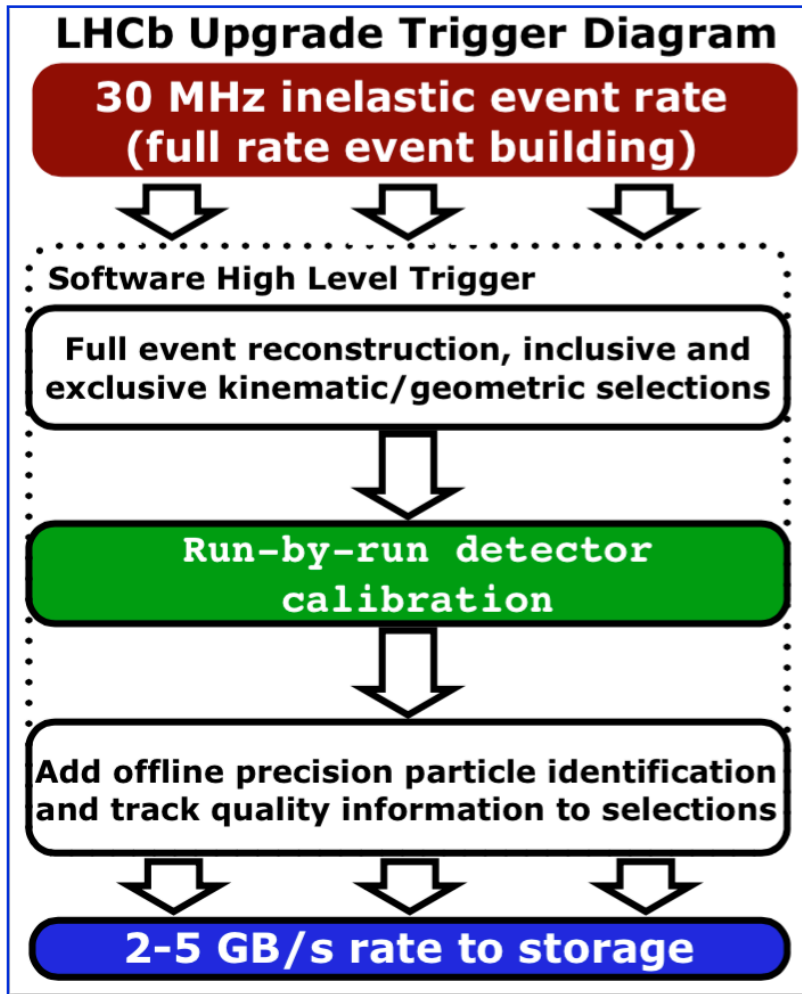 LHCb Upgrade Trigger Diagram
30 MHz inelastic event rate
(full rate event building)
Software High Level Trigger
Full event reconstruction, inclusive and
exclusive kinematic/geometric selections
Run-by-run detector
calibration
Add offline precision particle identification
and track quality information to selections
2-5 GB/s rate to storage